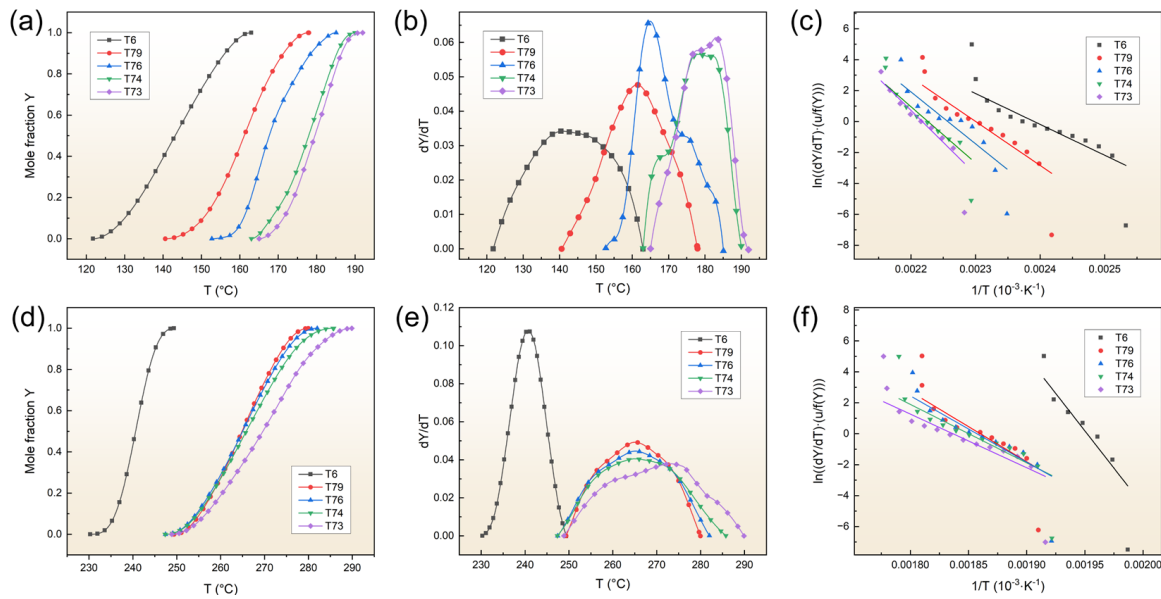 (a)
Mole fraction Y
1.0
0.8
0.6
0.4
0.2
0.0
T6
T79
T76
T74
T73
120 130 140 150 160 170 180 190
T (°C)
(b)
dY/dT
0.06
0.05
0.04
0.03
0.02
0.01
0.00
T6
T79
T76
T74
T73
120 130 140 150 160 170 180 190
T (°C)
(c)
ln((dY/dT)·(u/f(Y)))
6
4
2
0
−2
−4
−6
−8
T6
T79
T76
T74
T73
0.0022 0.0023 0.0024 0.0025
1/T (10⁻³·K⁻¹)
(d)
Mole fraction Y
1.0
0.8
0.6
0.4
0.2
0.0
T6
T79
T76
T74
T73
230 240 250 260 270 280 290
T (°C)
(e)
dY/dT
0.12
0.10
0.08
0.06
0.04
0.02
0.00
T6
T79
T76
T74
T73
230 240 250 260 270 280 290
T (°C)
(f)
ln((dY/dT)·(u/f(Y)))
6
4
2
0
−2
−4
−6
T6
T79
T76
T74
T73
0.00180 0.00185 0.00190 0.00195 0.00200
1/T (10⁻³·K⁻¹)